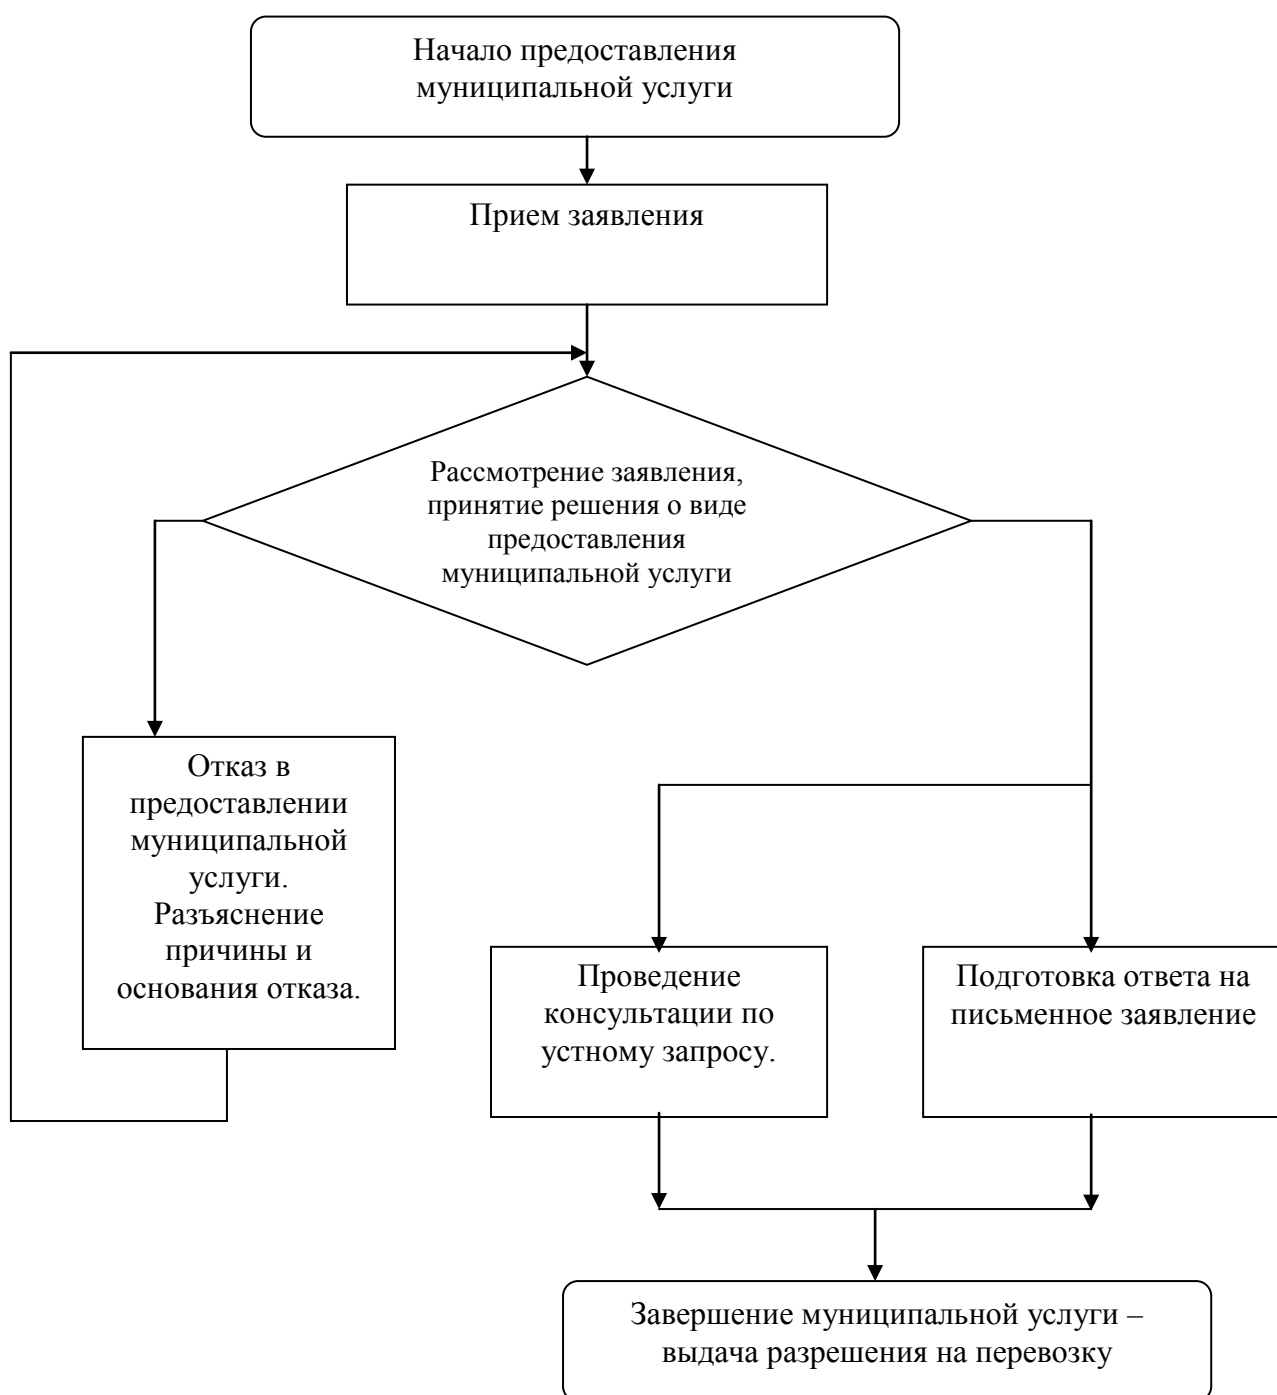 Начало предоставления
муниципальной услуги
Прием заявления
Рассмотрение заявления,
принятие решения о виде
предоставления
муниципальной услуги
Отказ в
предоставлении
муниципальной
услуги.
Разъяснение
причины и
основания отказа.
Проведение
консультации по
устному запросу.
Подготовка ответа на
письменное заявление
Завершение муниципальной услуги –
выдача разрешения на перевозку